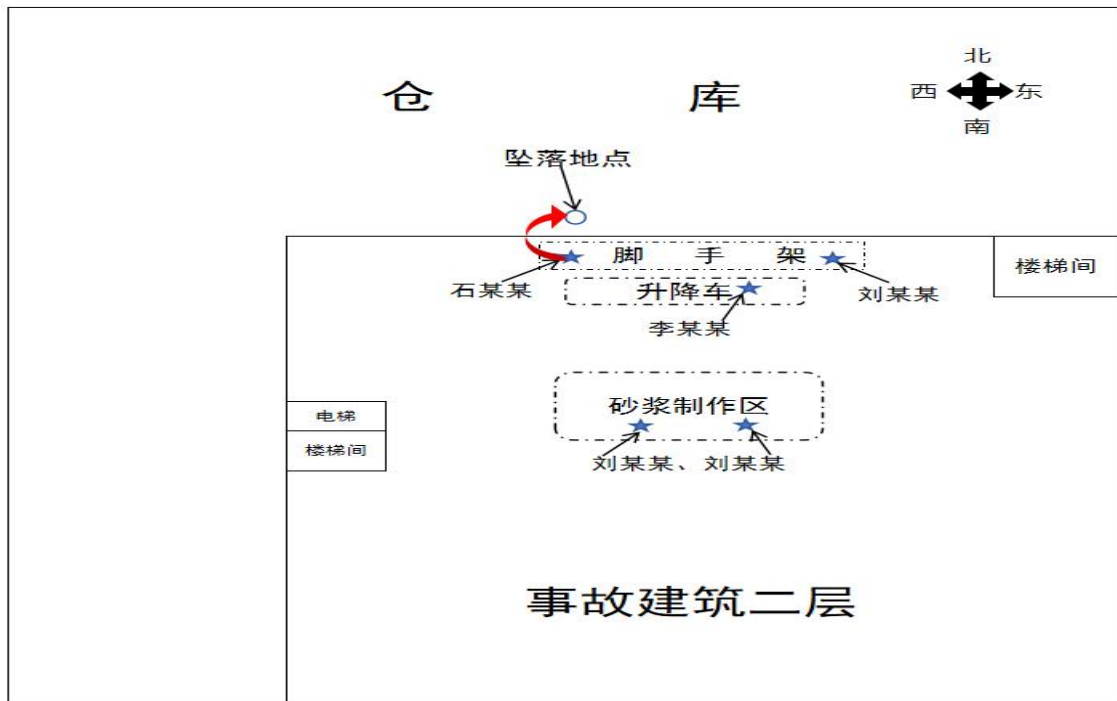 北
仓 库
西 东
南
坠落地点
脚 手 架
楼梯间
石某某
升降车
刘某某
李某某
砂浆制作区
电梯
楼梯间
刘某某、刘某某
事故建筑二层